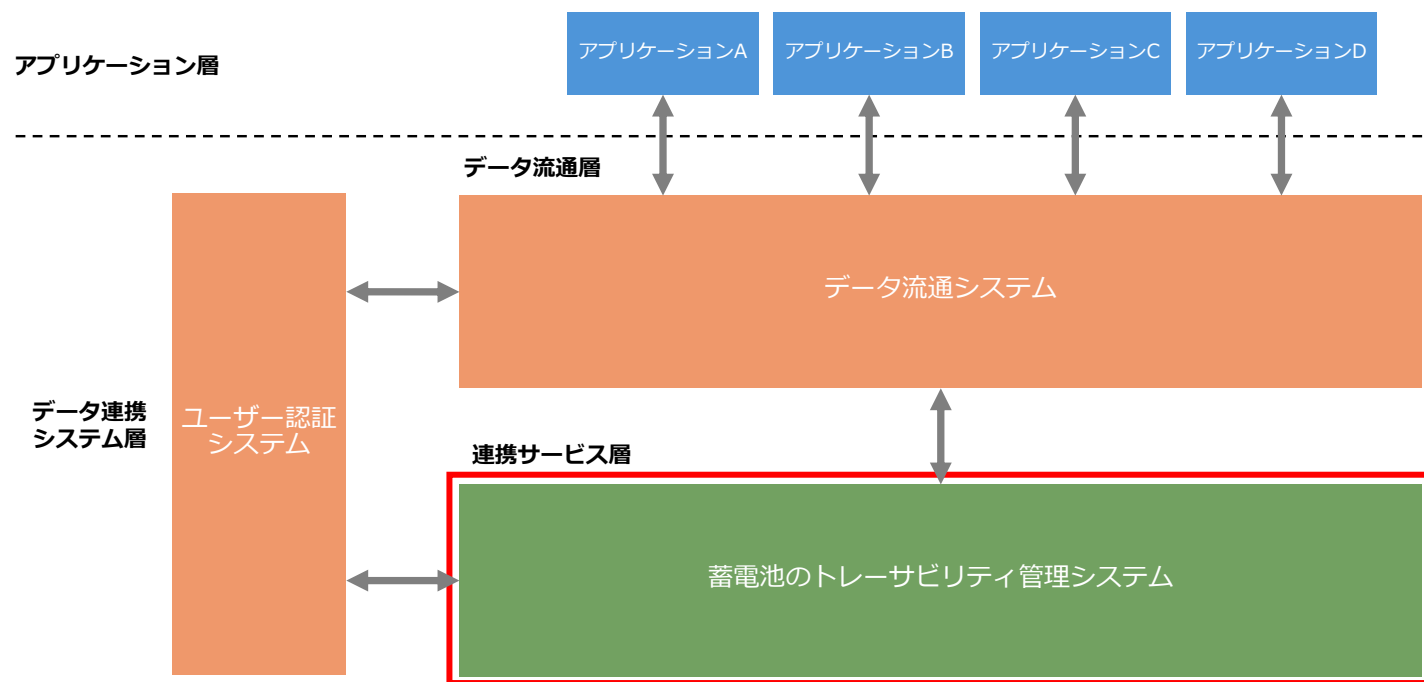 アプリケーション層
アプリケーションA
アプリケーションB
アプリケーションC
アプリケーションD
データ流通層
データ流通システム
データ連携
システム層
ユーザー認証
システム
連携サービス層
蓄電池のトレーサビリティ管理システム